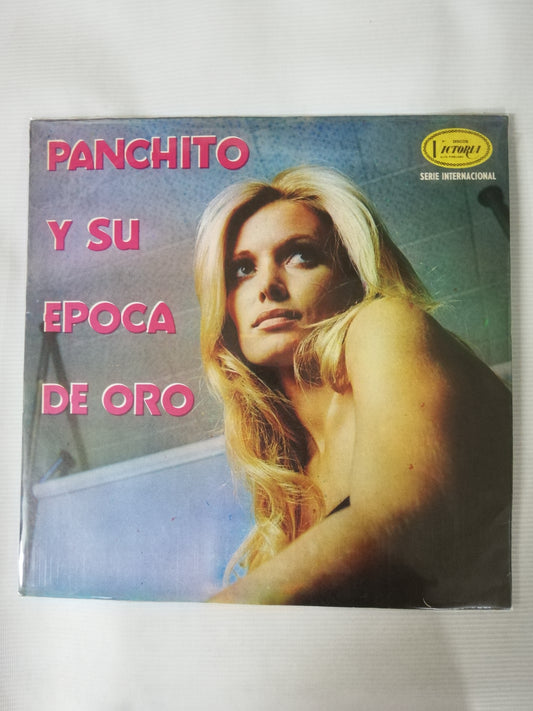 PANCHITO
Y SU
EPOCA
DE ORO
VICTORIA
SERIE INTERNACIONAL